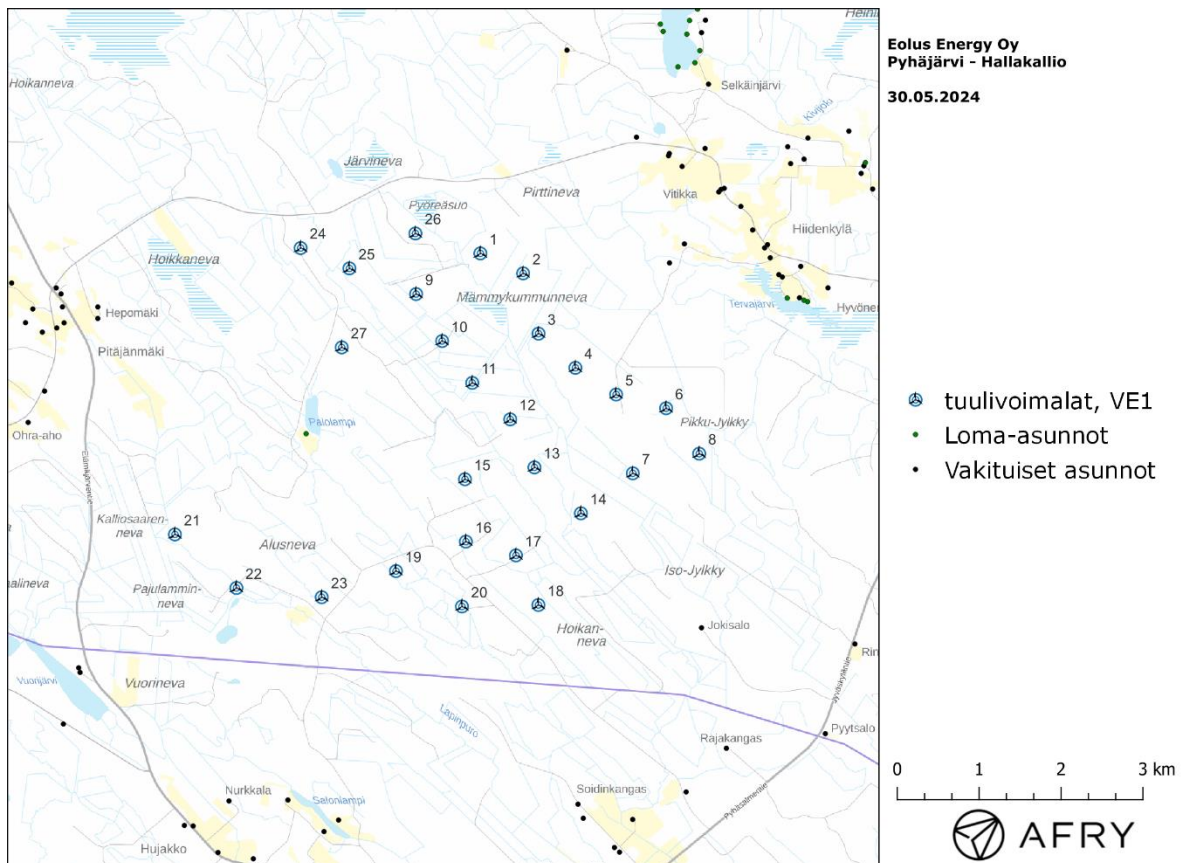 Eolus Energy Oy
Pyhäjärvi - Hallakallio
30.05.2024
Hoikanneva
Selkäinjärvi
Kivijoki
Järvineva
Pirttineva
Vitikka
Pyöreäsuo
Hiidenkylä
24
26
1
25
2
Hoikkaneva
9
Mämmykummunneva
Tervajärvi
Hepomäki
3
10
Pitäjänmäki
27
4
11
5
6
12
Pikku-Jylkky
Palolampi
Ohra-aho
8
13
7
15
14
Kalliosaaren-
neva
21
Alusneva
16
17
19
Iso-Jylkky
Pajulammin-
neva
22
23
20
18
Hoikan-
neva
Jokisalo
Vuorijärvi
Vuorineva
Lapinpuro
Rajakangas
Pyytsalo
Nurkkala
Salonlampi
Soidinkangas
Hujakko
tuulivoimalat, VE1
Loma-asunnot
Vakituiset asunnot
0 1 2 3 km
AFRY